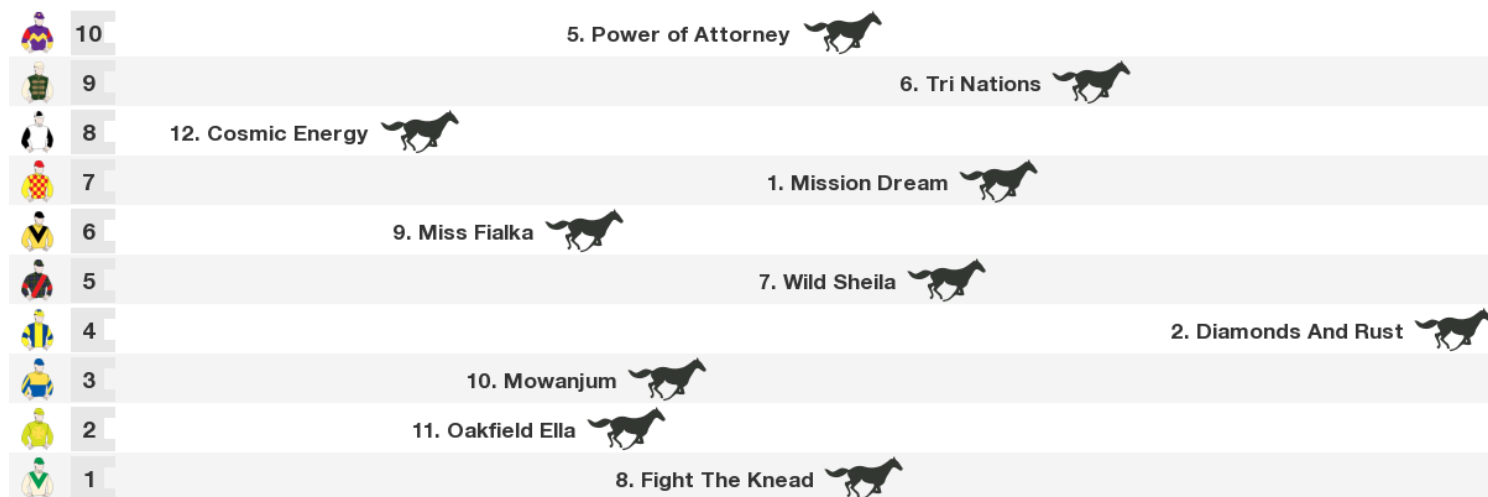 10 5. Power of Attorney
9 6. Tri Nations
8 12. Cosmic Energy
7 1. Mission Dream
6 9. Miss Fialka
5 7. Wild Sheila
4 2. Diamonds And Rust
3 10. Mowanjum
2 11. Oakfield Ella
1 8. Fight The Knead